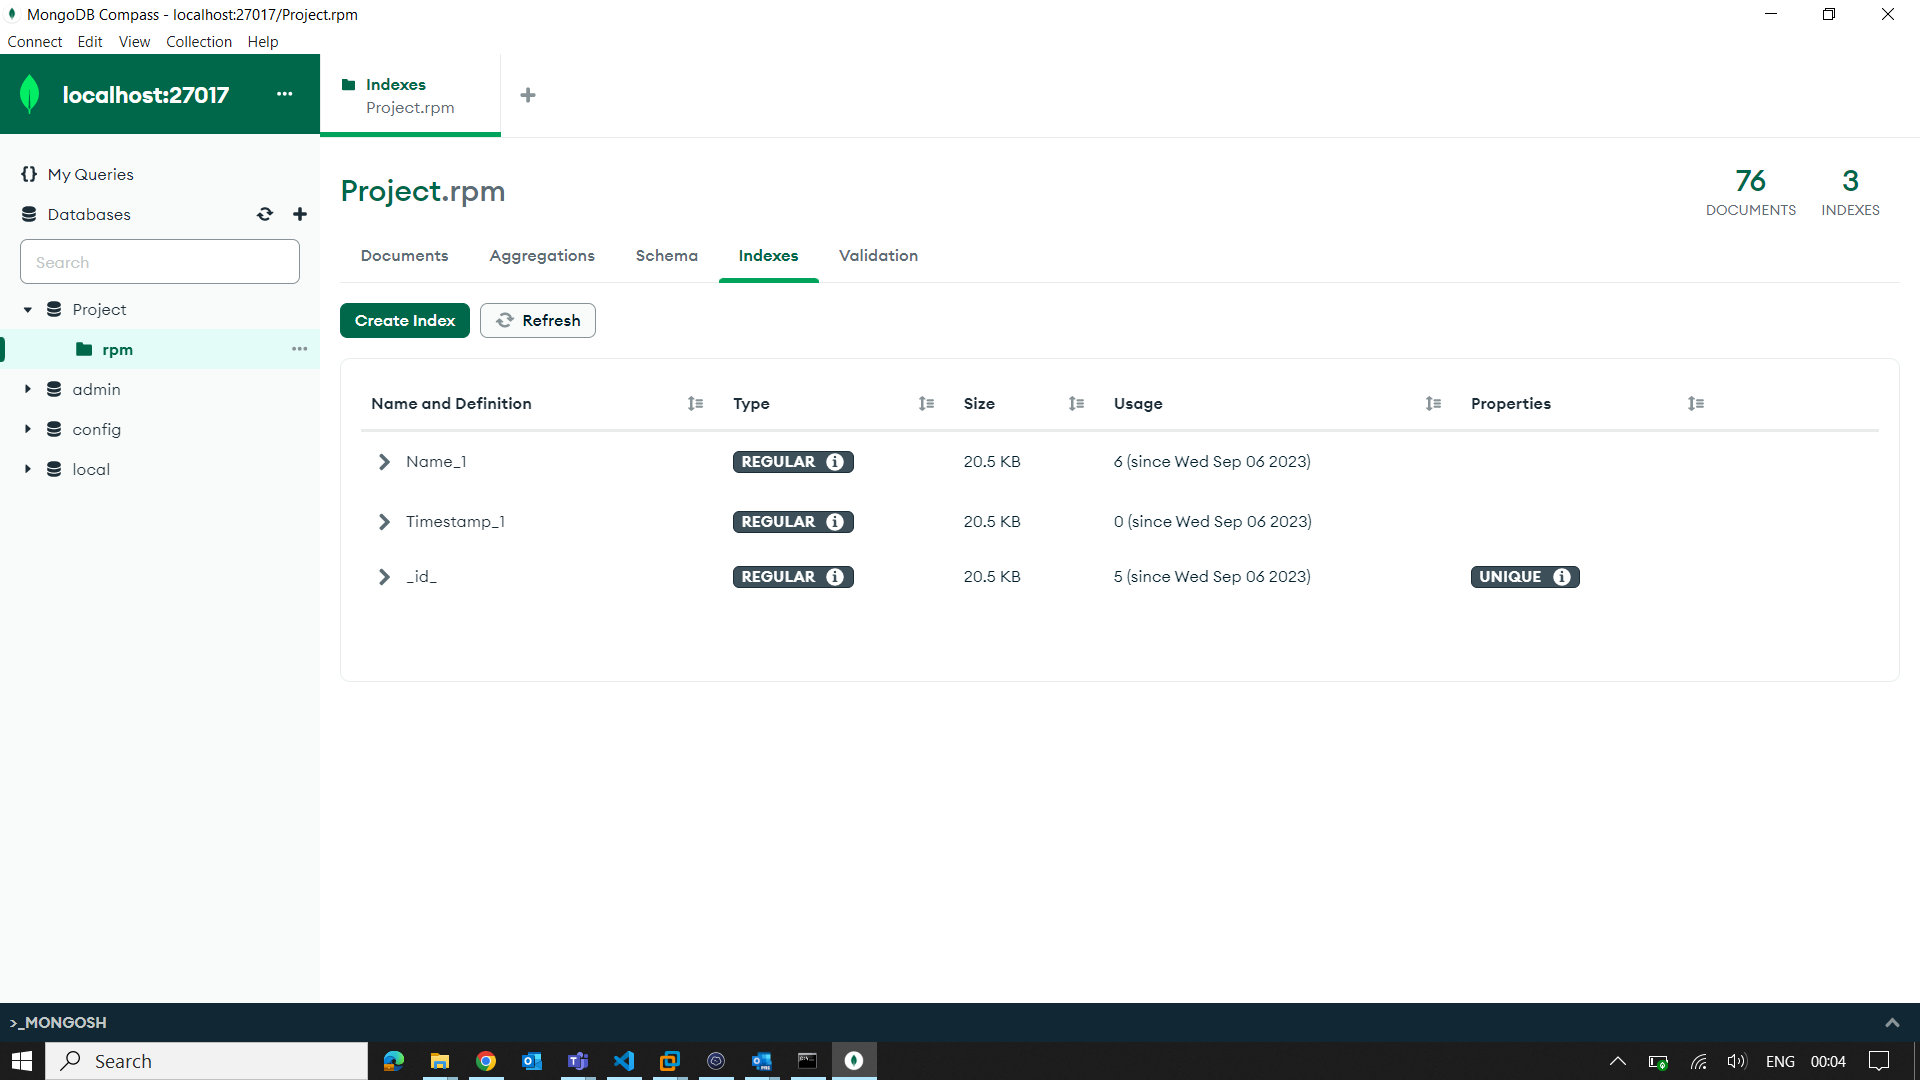 MongoDB Compass - localhost:27017/Project.rpm
Connect Edit View Collection Help
localhost:27017
Indexes
Project.rpm
My Queries
Databases
Search
Project
rpm
admin
config
local
Project.rpm
76
DOCUMENTS
3
INDEXES
Documents Aggregations Schema Indexes Validation
Create Index Refresh
Name and Definition Type Size Usage Properties
Name_1 REGULAR 20.5 KB 6 (since Wed Sep 06 2023)
Timestamp_1 REGULAR 20.5 KB 0 (since Wed Sep 06 2023)
_id_ REGULAR 20.5 KB 5 (since Wed Sep 06 2023) UNIQUE
>_MONGOSH
Search ENG 00:04